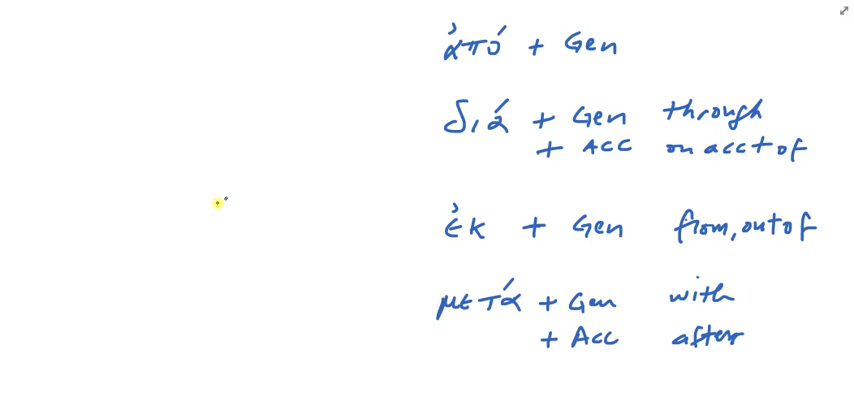 ἀπό + Gen
διά + Gen through
+ Acc on acct of
ἐκ + Gen from, out of
μετά + Gen with
+ Acc after